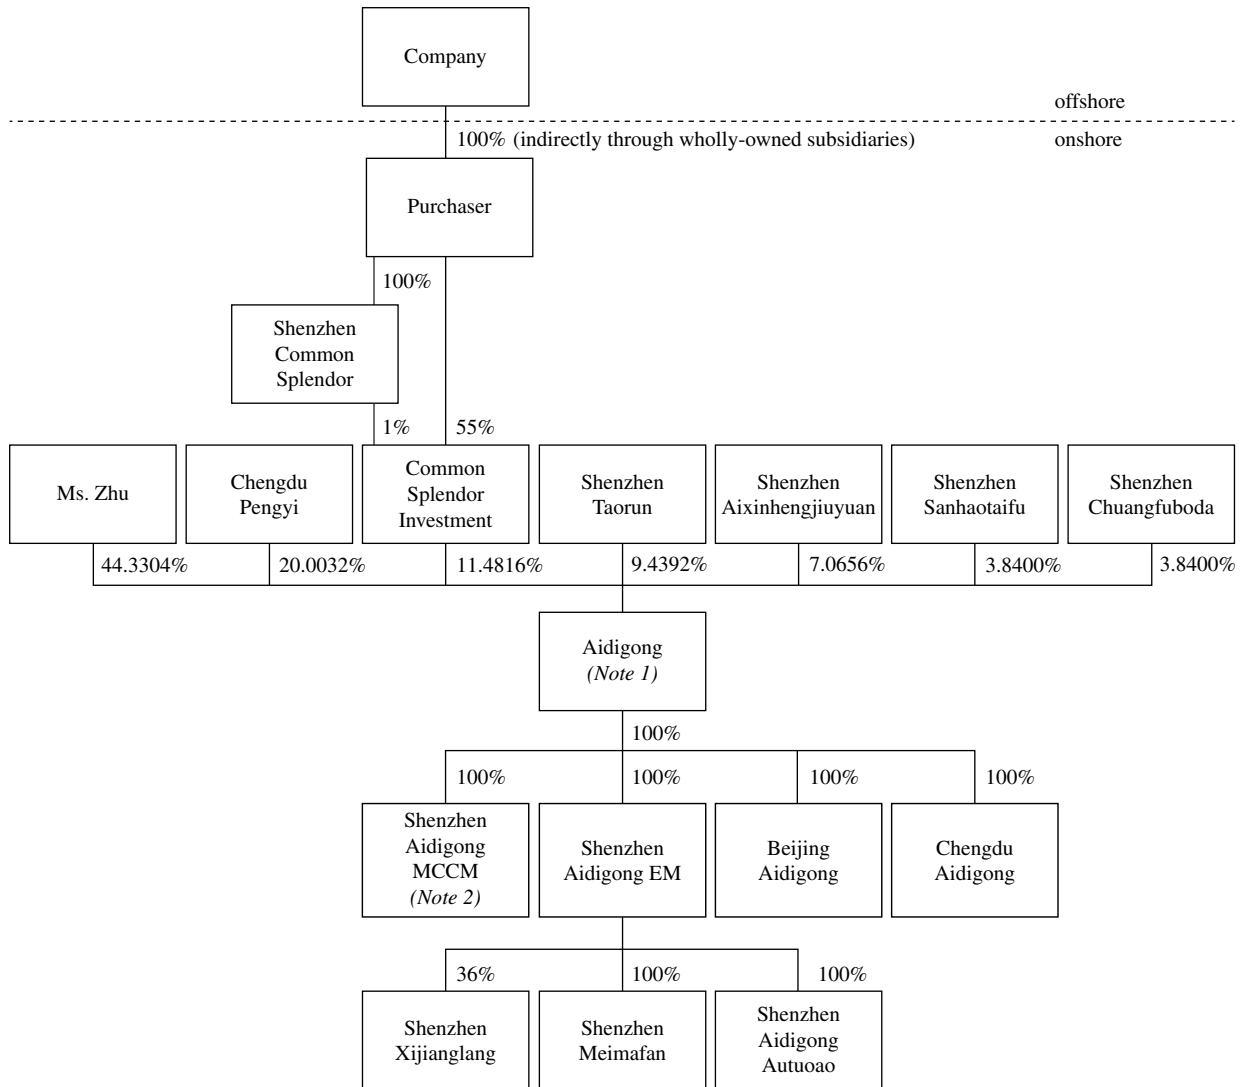 Company
offshore
100% (indirectly through wholly-owned subsidiaries)
onshore
Purchaser
100%
Shenzhen
Common
Splendor
1%
55%
Ms. Zhu
Chengdu
Pengyi
Common
Splendor
Investment
Shenzhen
Taorun
Shenzhen
Aixinhengjiuyuan
Shenzhen
Sanhaotaifu
Shenzhen
Chuangfuboda
44.3304%
20.0032%
11.4816%
9.4392%
7.0656%
3.8400%
3.8400%
Aidigong
(Note 1)
100%
100%
100%
100%
100%
Shenzhen
Aidigong
MCCM
(Note 2)
Shenzhen
Aidigong EM
Beijing
Aidigong
Chengdu
Aidigong
36%
100%
100%
Shenzhen
Xijianglang
Shenzhen
Meimafan
Shenzhen
Aidigong
Autuoao